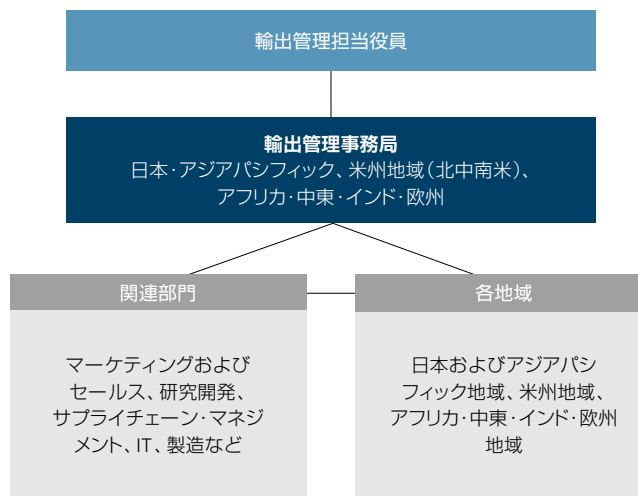 輸出管理担当役員
輸出管理事務局
日本・アジアパシフィック、米州地域(北中南米)、
アフリカ・中東・インド・欧州
関連部門
マーケティングおよび
セールス、研究開発、
サプライチェーン・マネジ
メント、IT、製造など
各地域
日本およびアジアパシ
フィック地域、米州地域、
アフリカ・中東・インド・欧州
地域